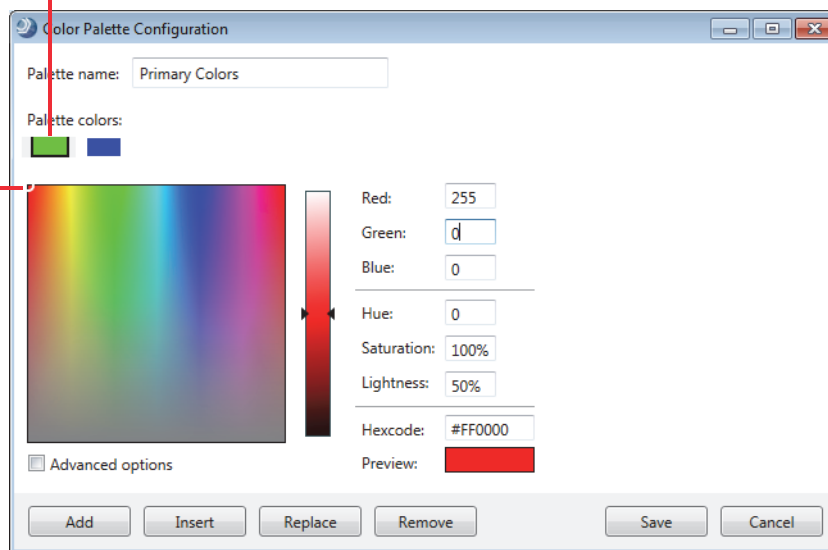 Color Palette Configuration
Palette name: Primary Colors
Palette colors:
Red: 255
Green: 0
Blue: 0
Hue: 0
Saturation: 100%
Lightness: 50%
Hexcode: #FF0000
Advanced options
Preview:
Add Insert Replace Remove Save Cancel